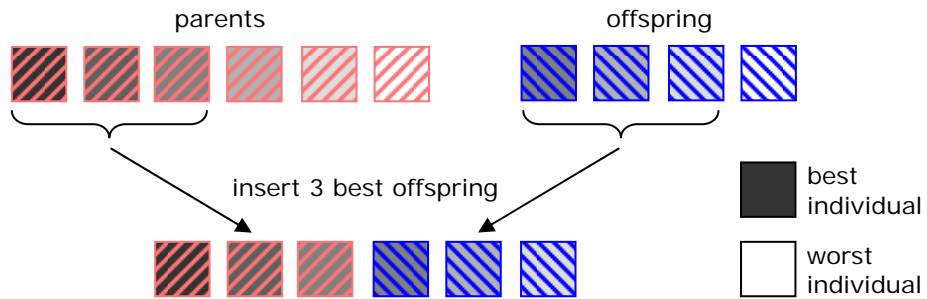 parents
offspring
insert 3 best offspring
best
individual
worst
individual